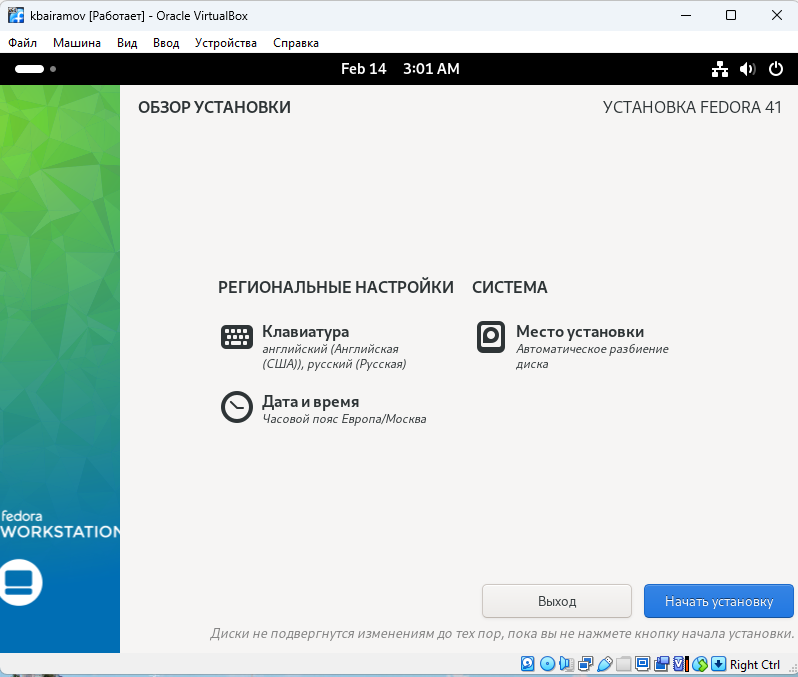 kbairamov [Работает] - Oracle VirtualBox
Файл Машина Вид Ввод Устройства Справка
Feb 14 3:01 AM
ОБЗОР УСТАНОВКИ
УСТАНОВКА FEDORA 41
РЕГИОНАЛЬНЫЕ НАСТРОЙКИ
Клавиатура
английский (Английская
(США)), русский (Русская)
Дата и время
Часовой пояс Европа/Москва
СИСТЕМА
Место установки
Автоматическое разбиение
диска
fedora
WORKSTATION
Выход
Начать установку
Диски не подвергнутся изменениям до тех пор, пока вы не нажмете кнопку начала установки.
Right Ctrl